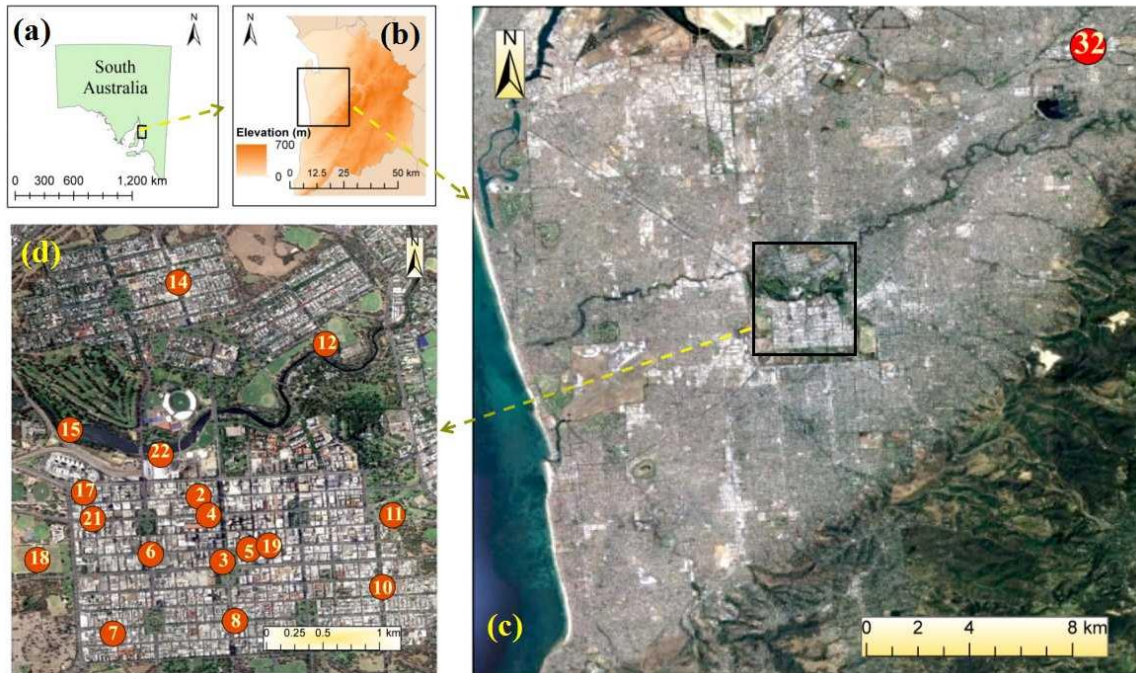 (a)
N
South
Australia
0 300 600 1,200 km
(b)
N
Elevation (m)
700
0
0 12.5 25 50 km
(c)
N
32
0 2 4 8 km
(d)
N
14
12
15
22
17
2
21
4
11
18
6
3
5
19
10
7
8
0 0.25 0.5 1 km